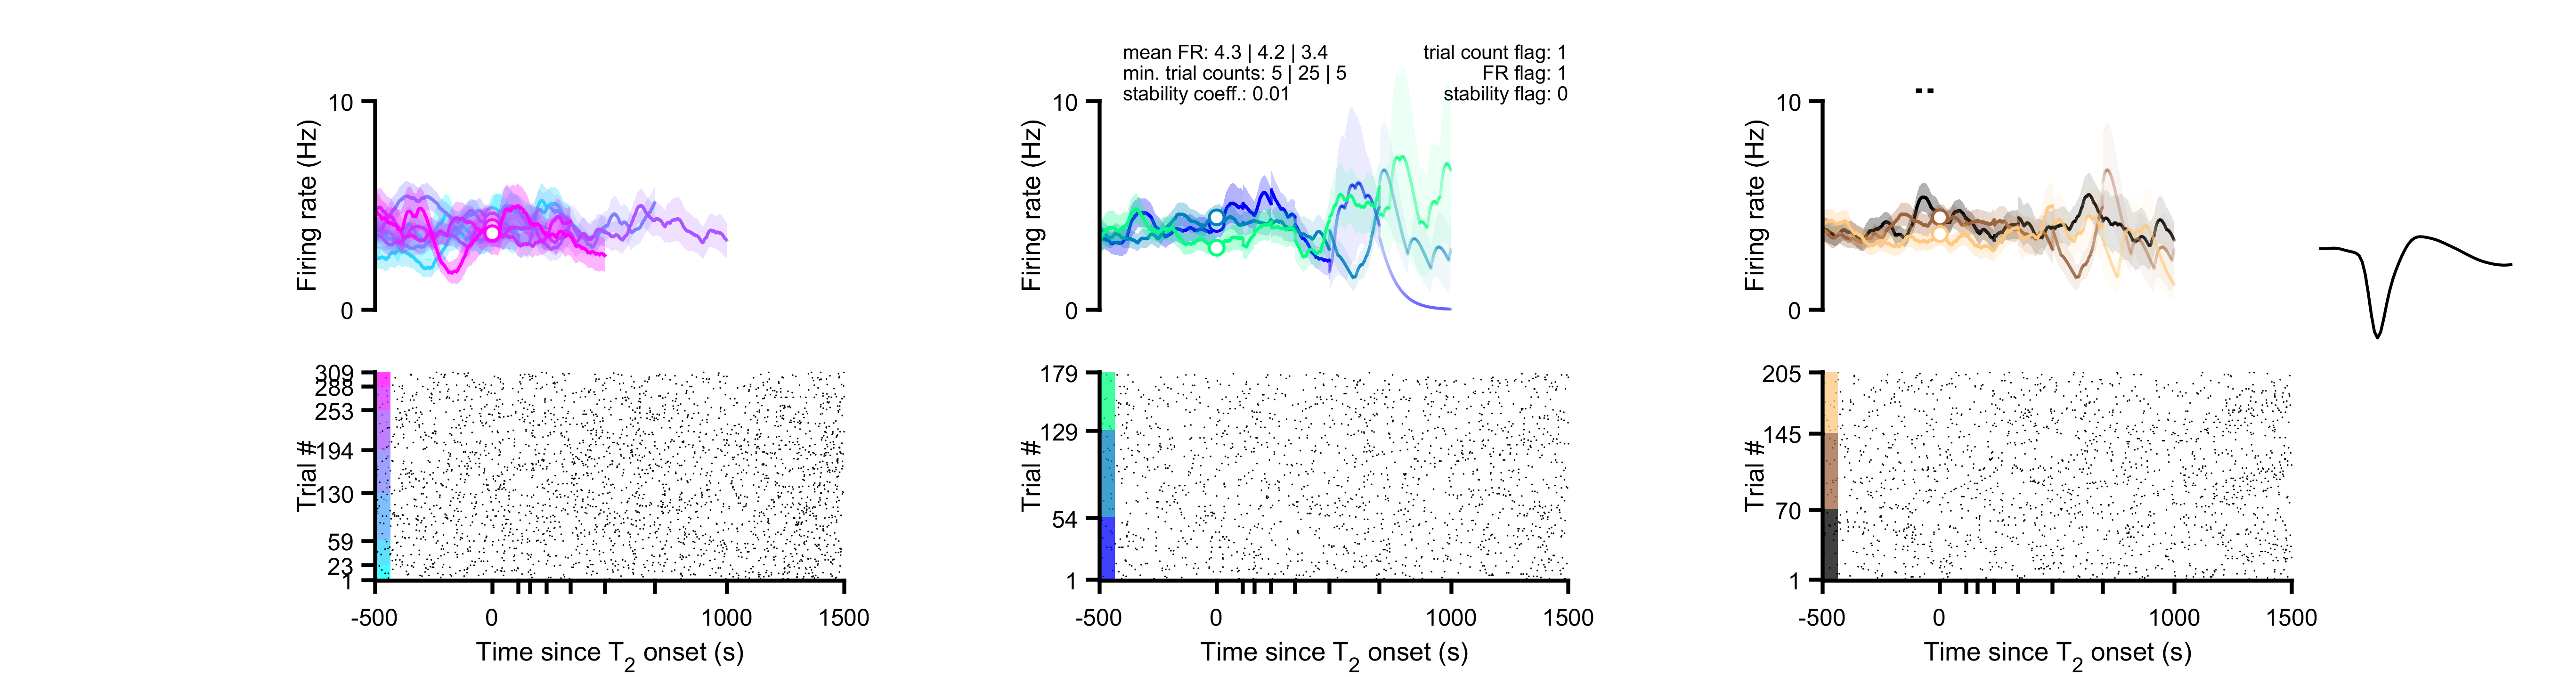 mean FR: 4.3 | 4.2 | 3.4
min. trial counts: 5 | 25 | 5
stability coeff.: 0.01
trial count flag: 1
FR flag: 1
stability flag: 0
10
Firing rate (Hz)
0
309
288
253
194
130
59
23
1
Trial #
-500
0
1000
1500
Time since T2 onset (s)
10
Firing rate (Hz)
0
179
129
54
1
Trial #
-500
0
1000
1500
Time since T2 onset (s)
10
Firing rate (Hz)
0
205
145
70
1
Trial #
-500
0
1000
1500
Time since T2 onset (s)